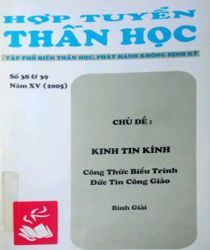 HỢP TUYỂN
THẦN HỌC
TẬP PHỔ BIẾN THẦN HỌC, PHÁT HÀNH KHÔNG ĐỊNH KỲ
Số 38 & 39
Năm XV (2005)
CHỦ ĐỀ :
KINH TIN KÍNH
Công Thức Biểu Trình
Đức Tin Công Giáo
Bình Giải